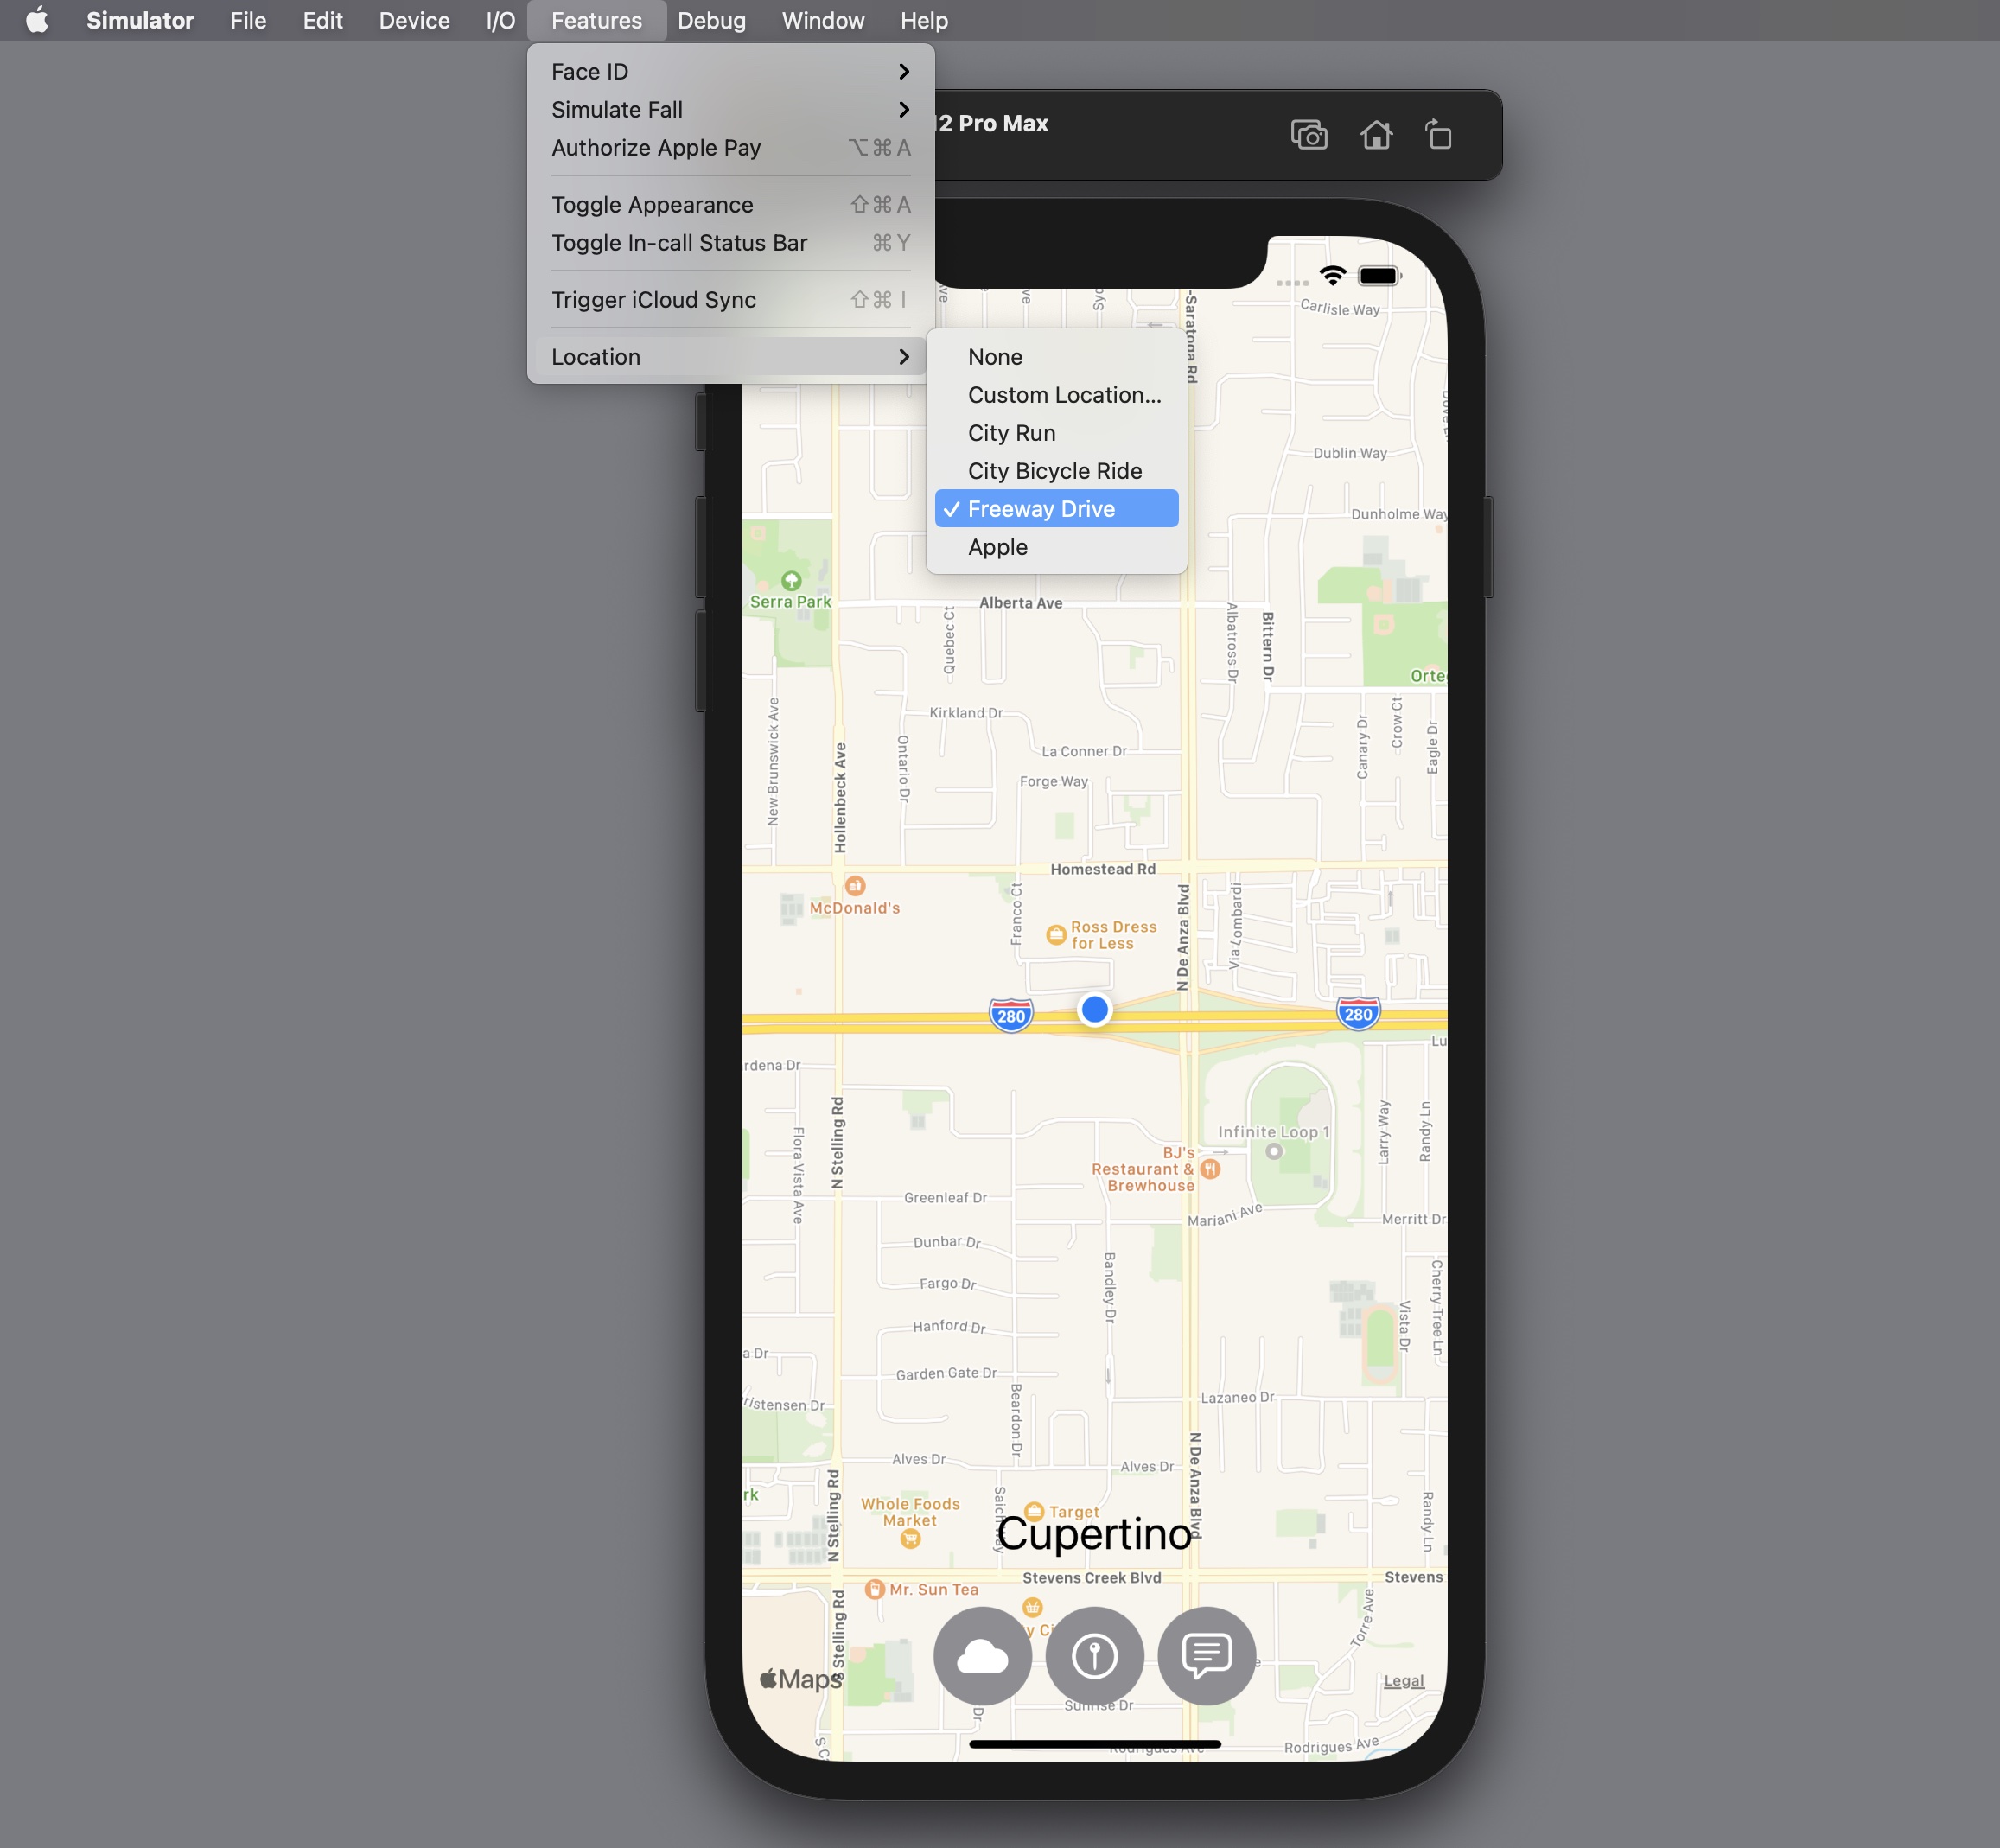 Simulator File Edit Device I/O Features Debug Window Help
Face ID
Simulate Fall
Authorize Apple Pay ⌥⌘A
Toggle Appearance ⇧⌘A
Toggle In-call Status Bar ⌘Y
Trigger iCloud Sync ⇧⌘I
Location
None
Custom Location...
City Run
City Bicycle Ride
✓ Freeway Drive
Apple
12 Pro Max
-Saratoga Rd
Carlisle Way
Dublin Way
Dunholme Way
Serra Park
Alberta Ave
Quebec Ct
Albatross Dr
Bittern Dr
Kirkland Dr
La Conner Dr
Forge Way
New Brunswick Ave
Hollenbeck Ave
Ontario Dr
Canary Dr
Crow Ct
Eagle Dr
Homestead Rd
McDonald's
Franco Ct
Ross Dress
for Less
N De Anza Blvd
Via Lombardi
280
280
rdena Dr
N Stelling Rd
Flora Vista Ave
Infinite Loop 1
Larry Way
Randy Ln
BJ's
Restaurant &
Brewhouse
Greenleaf Dr
Mariani Ave
Merritt Dr
Dunbar Dr
Fargo Dr
Bandley Dr
Hanford Dr
Vista Dr
Cherry Tree Ln
a Dr
Garden Gate Dr
Beardon Dr
Lazaneo Dr
ristensen Dr
Alves Dr
Alves Dr
N De Anza Blvd
N Stelling Rd
rk
Whole Foods
Market
Target
Randy Ln
Cupertino
Stevens Creek Blvd
Stevens
Mr. Sun Tea
S Stelling Rd
Torre Ave
Maps
Legal
Sunrise Dr
Dr
Rodrigues Ave
Rodrigues Ave